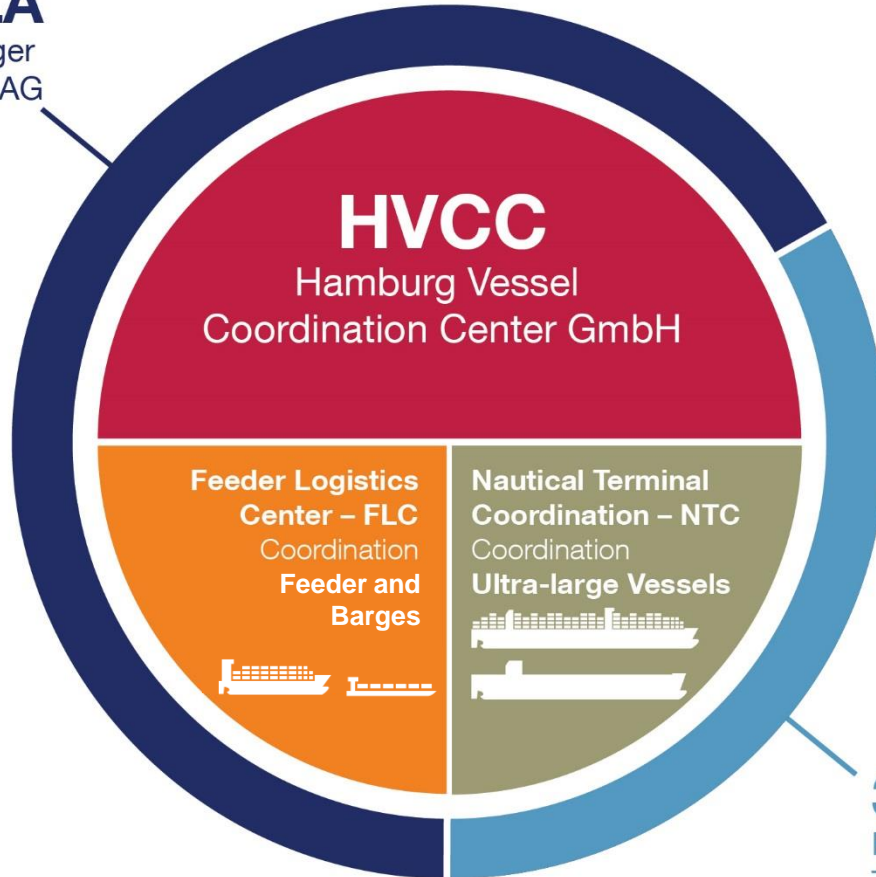 AG
HVCC
Hamburg Vessel
Coordination Center GmbH
Feeder Logistics
Center – FLC
Coordination
Feeder and
Barges
Nautical Terminal
Coordination – NTC
Coordination
Ultra-large Vessels